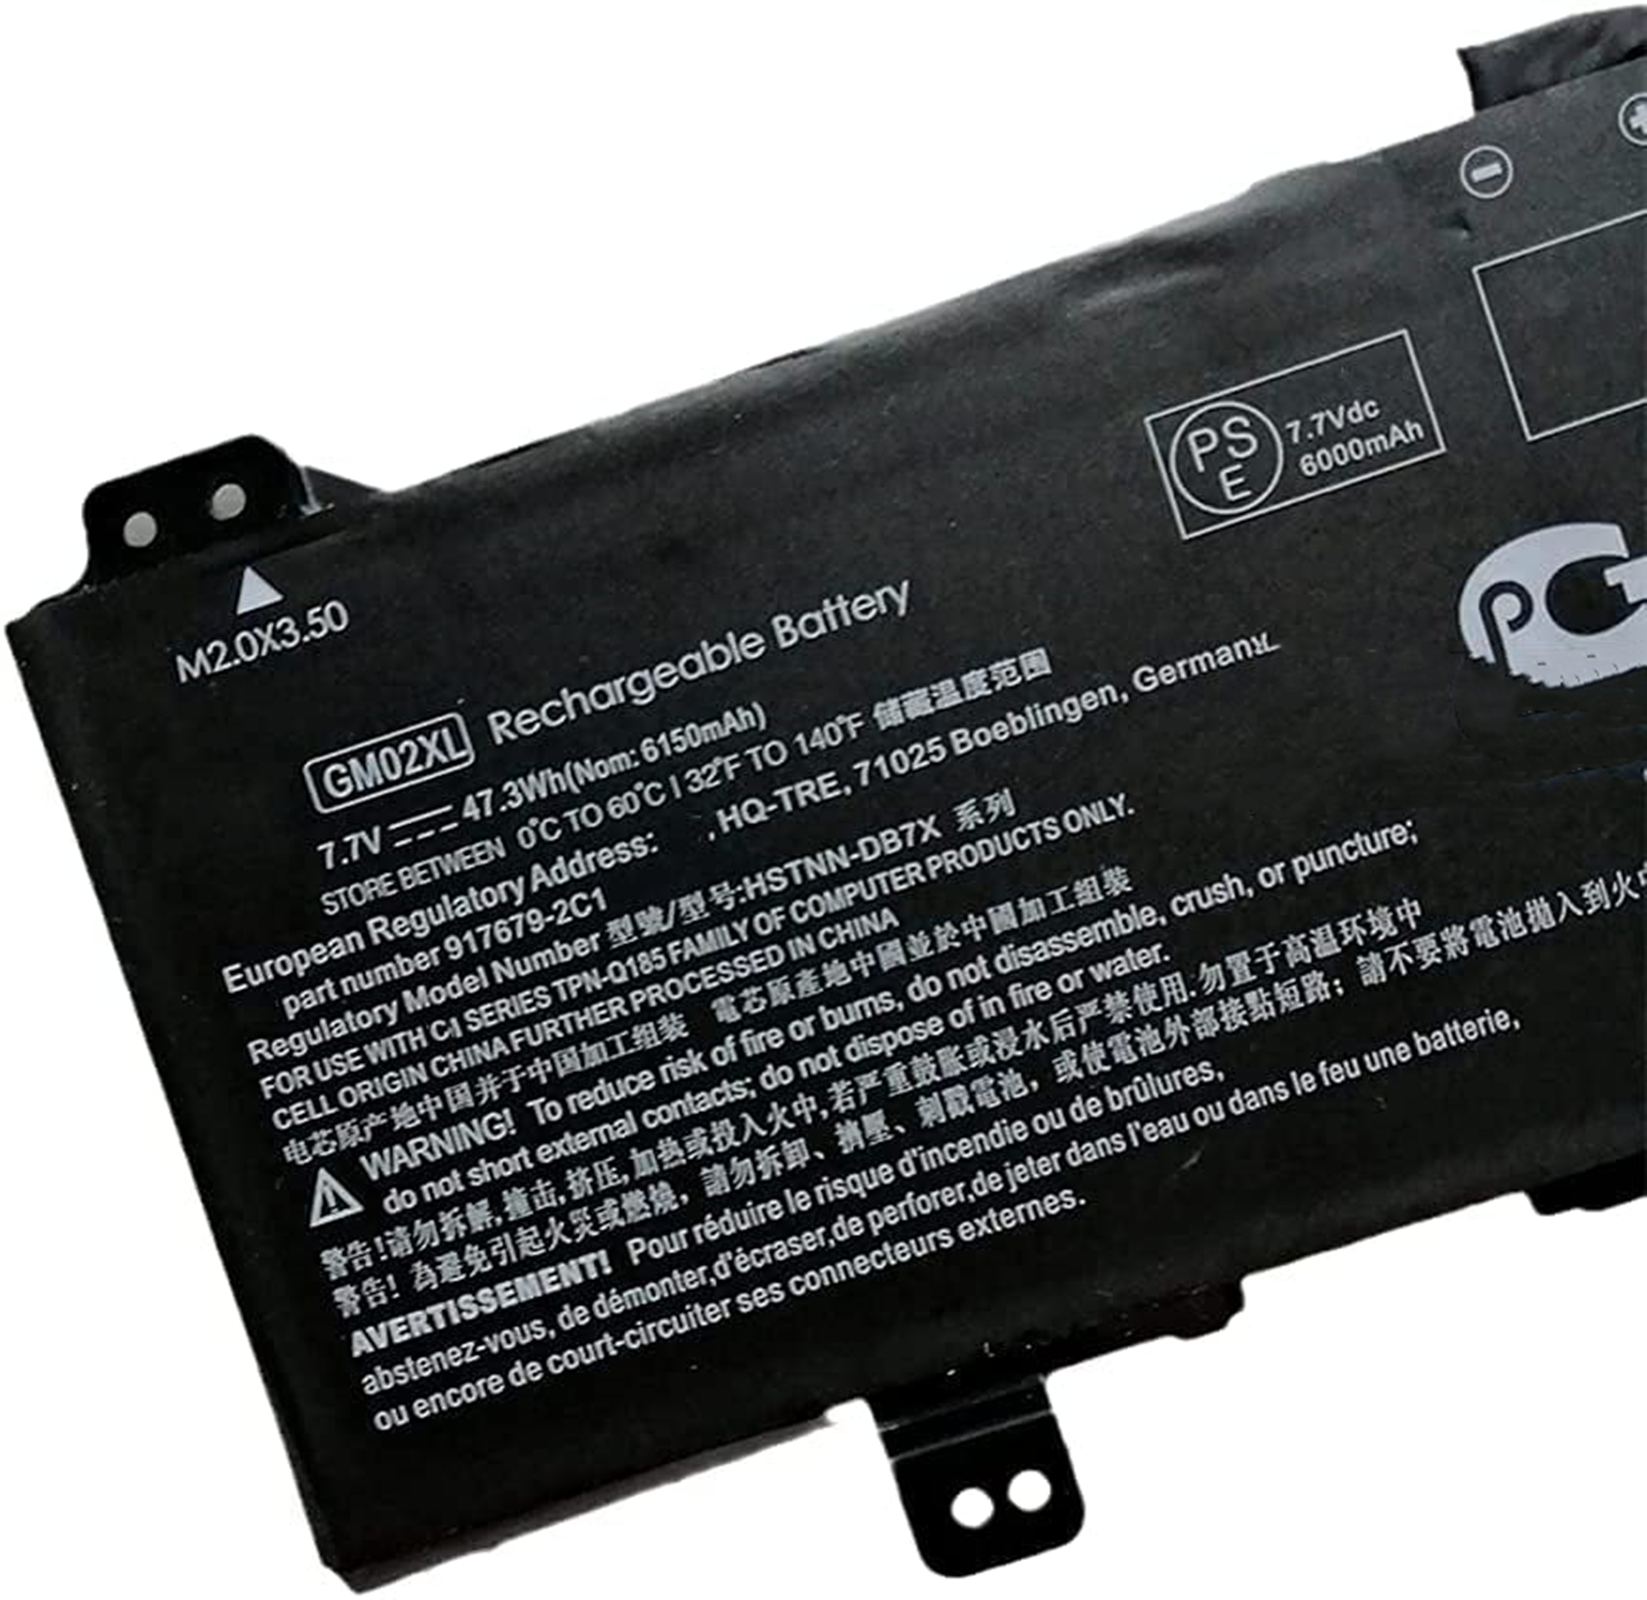 7.7Vdc
6000mAh
PS
E
PG
M2.0X3.50
GM02XL Rechargeable Battery
7.7V 47.3Wh(Nom: 6150mAh)
STORE BETWEEN 0°C TO 60°C I 32°F TO 140°F 储藏温度范围
European Regulatory Address: , HQ-TRE, 71025 Boeblingen, Germany.
part number 917679-2C1
Regulatory Model Number 型號/型号:HSTNN-DB7X 系列
FOR USE WITH C-I SERIES TPN-Q185 FAMILY OF COMPUTER PRODUCTS ONLY.
CELL ORIGIN CHINA FURTHER PROCESSED IN CHINA
电芯原产地中国并于中国加工组装 電芯原產地中國並於中國加工組裝
WARNING! To reduce risk of fire or burns, do not disassemble, crush, or puncture;
do not short external contacts; do not dispose of in fire or water.
警告!请勿拆解,撞击,挤压,加热或投入火中,若严重鼓胀或浸水后严禁使用.勿置于高温环境中
警告! 為避免引起火災或燃燒，請勿拆卸、擠壓、刺戳電池，或使電池外部接點短路；請不要將電池拋入到火中
AVERTISSEMENT! Pour réduire le risque d'incendie ou de brûlures,
abstenez-vous, de démonter,d'écraser,de perforer,de jeter dans l'eau ou dans le feu une batterie,
ou encore de court-circuiter ses connecteurs externes.